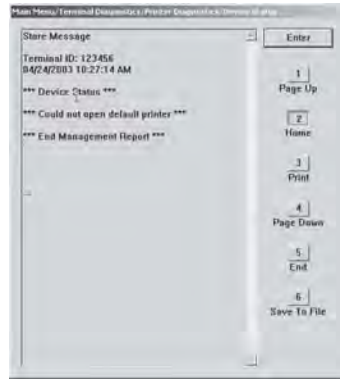 Main Menu/Terminal Diagnostics/Printer Diagnostics/Device Status
Store Message
Terminal ID: 123456
04/24/2003 10:27:14 AM
*** Device Status ***
*** Could not open default printer ***
*** End Management Report ***
Enter
1
Page Up
2
Home
3
Print
4
Page Down
5
End
6
Save To File